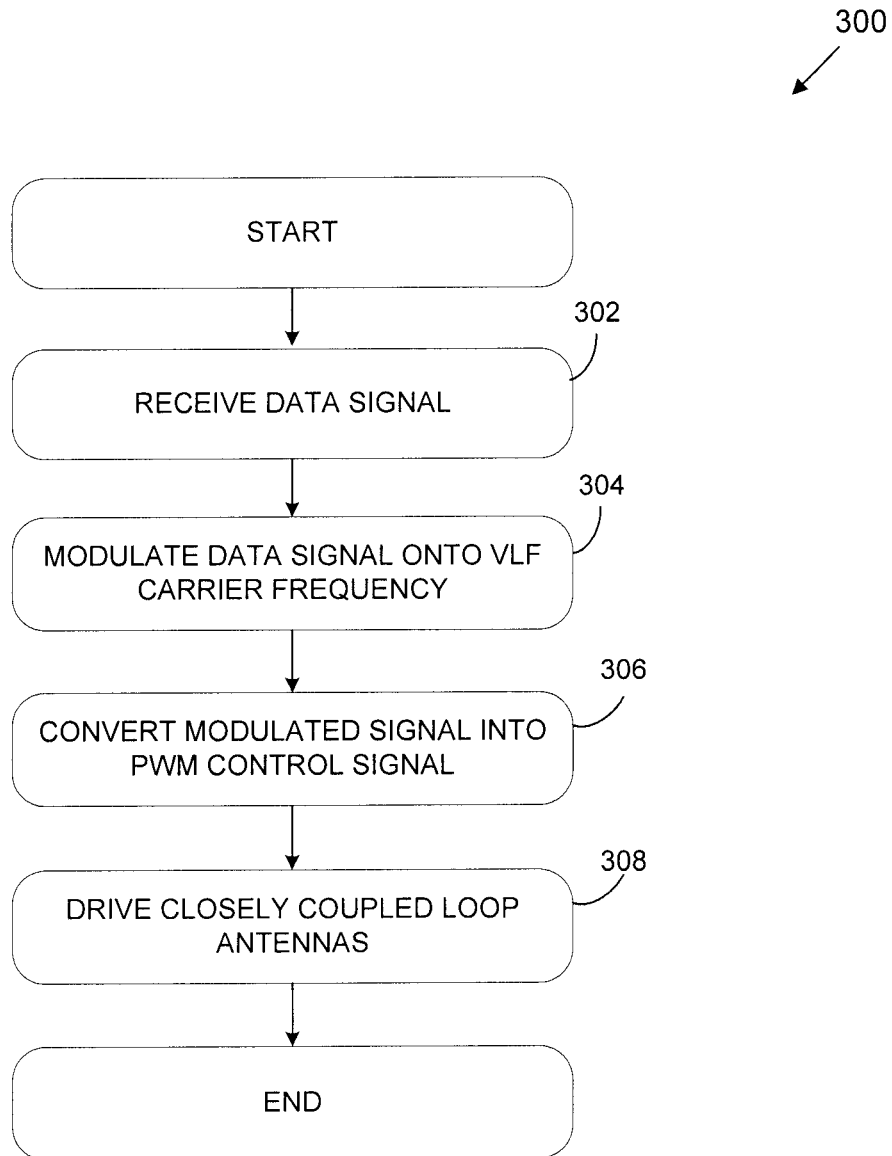 300
START
302
RECEIVE DATA SIGNAL
304
MODULATE DATA SIGNAL ONTO VLF
CARRIER FREQUENCY
306
CONVERT MODULATED SIGNAL INTO
PWM CONTROL SIGNAL
308
DRIVE CLOSELY COUPLED LOOP
ANTENNAS
END